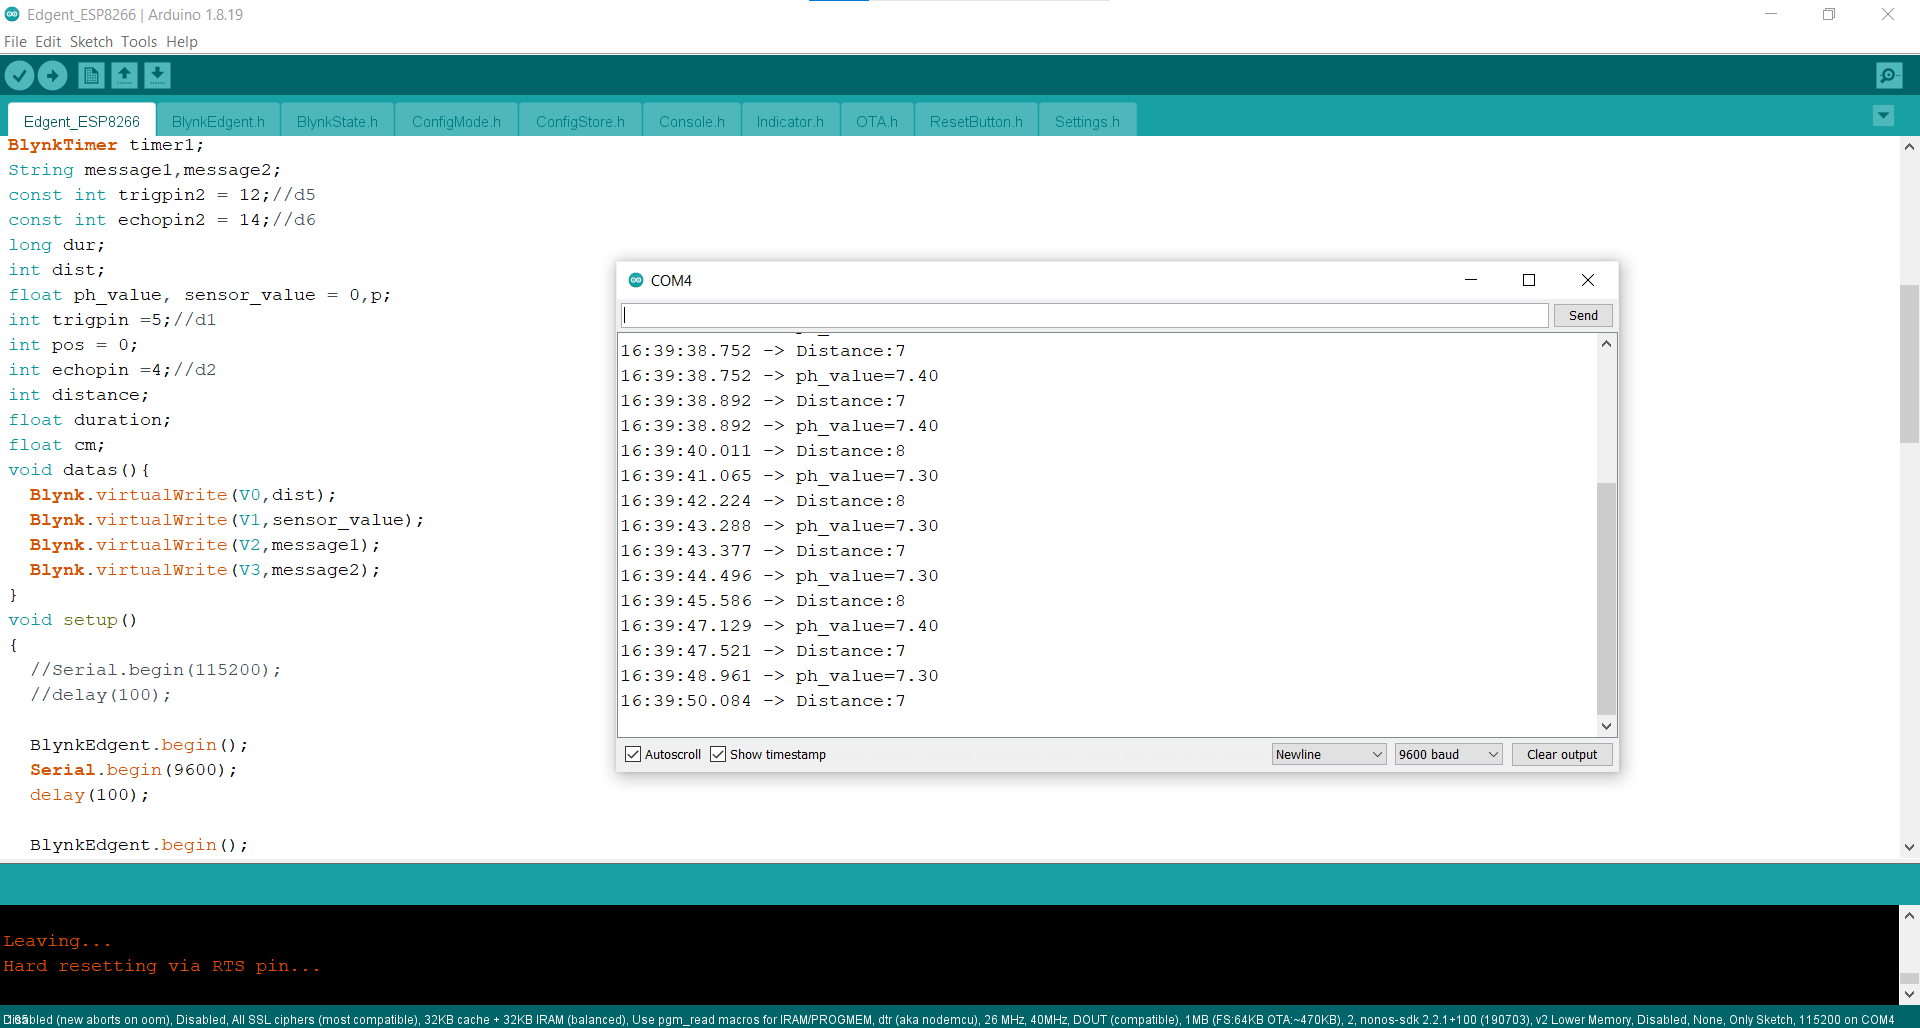 Edgent_ESP8266 | Arduino 1.8.19
File Edit Sketch Tools Help
Edgent_ESP8266 BlynkEdgent.h BlynkState.h ConfigMode.h ConfigStore.h Console.h Indicator.h OTA.h ResetButton.h Settings.h
BlynkTimer timer1;
String message1,message2;
const int trigpin2 = 12;//d5
const int echopin2 = 14;//d6
long dur;
int dist;
float ph_value, sensor_value = 0,p;
int trigpin =5;//d1
int pos = 0;
int echopin =4;//d2
int distance;
float duration;
float cm;
void datas(){
Blynk.virtualWrite(V0,dist);
Blynk.virtualWrite(V1,sensor_value);
Blynk.virtualWrite(V2,message1);
Blynk.virtualWrite(V3,message2);
}
void setup()
{
//Serial.begin(115200);
//delay(100);
BlynkEdgent.begin();
Serial.begin(9600);
delay(100);
BlynkEdgent.begin();
COM4
Send
16:39:38.752 -> Distance:7
16:39:38.752 -> ph_value=7.40
16:39:38.892 -> Distance:7
16:39:38.892 -> ph_value=7.40
16:39:40.011 -> Distance:8
16:39:41.065 -> ph_value=7.30
16:39:42.224 -> Distance:8
16:39:43.288 -> ph_value=7.30
16:39:43.377 -> Distance:7
16:39:44.496 -> ph_value=7.30
16:39:45.586 -> Distance:8
16:39:47.129 -> ph_value=7.40
16:39:47.521 -> Distance:7
16:39:48.961 -> ph_value=7.30
16:39:50.084 -> Distance:7
Autoscroll Show timestamp Newline 9600 baud Clear output
Leaving...
Hard resetting via RTS pin...
(new aborts on oom), Disabled, All SSL ciphers (most compatible), 32KB cache + 32KB IRAM (balanced), Use pgm_read macros for IRAM/PROGMEM, dtr (aka nodemcu), 26 MHz, 40MHz, DOUT (compatible), 1MB (FS:64KB OTA:~470KB), 2, nonos-sdk 2.2.1+100 (190703), v2 Lower Memory, Disabled, None, Only Sketch, 115200 on COM4